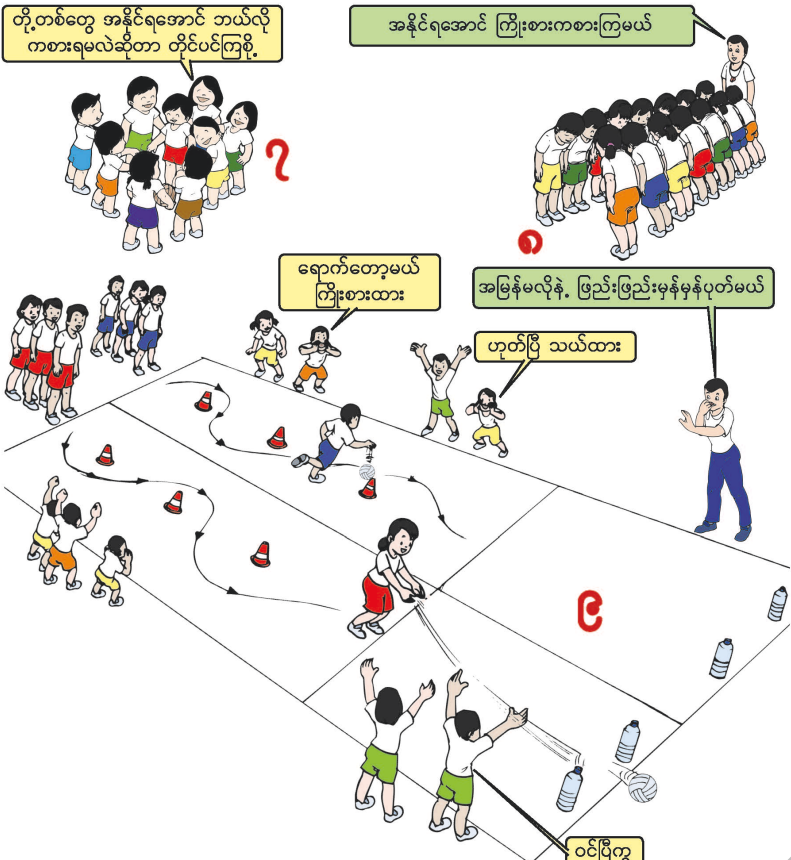 တို့တစ်တွေ အနိုင်ရအောင် ဘယ်လို
ကစားရမလဲဆိုတာ တိုင်ပင်ကြစို့
၇
အနိုင်ရအောင် ကြိုးစားကစားကြမယ်
၈
ရောက်တော့မယ်
ကြိုးစားထား
အမြန်မလိုနဲ့ ဖြည်းဖြည်းမှန်မှန်ပုတ်မယ်
ဟုတ်ပြီ သယ်ထား
၉
ဝင်ပြီကွ